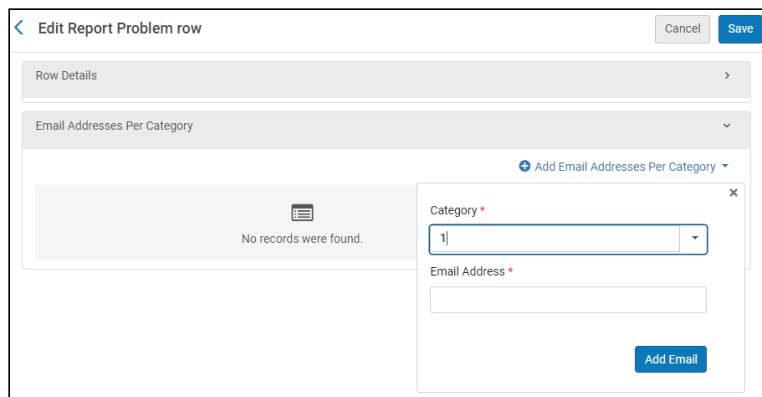 Edit Report Problem row
Cancel
Save
Row Details
Email Addresses Per Category
Add Email Addresses Per Category
No records were found.
Category *
1
Email Address *
Add Email